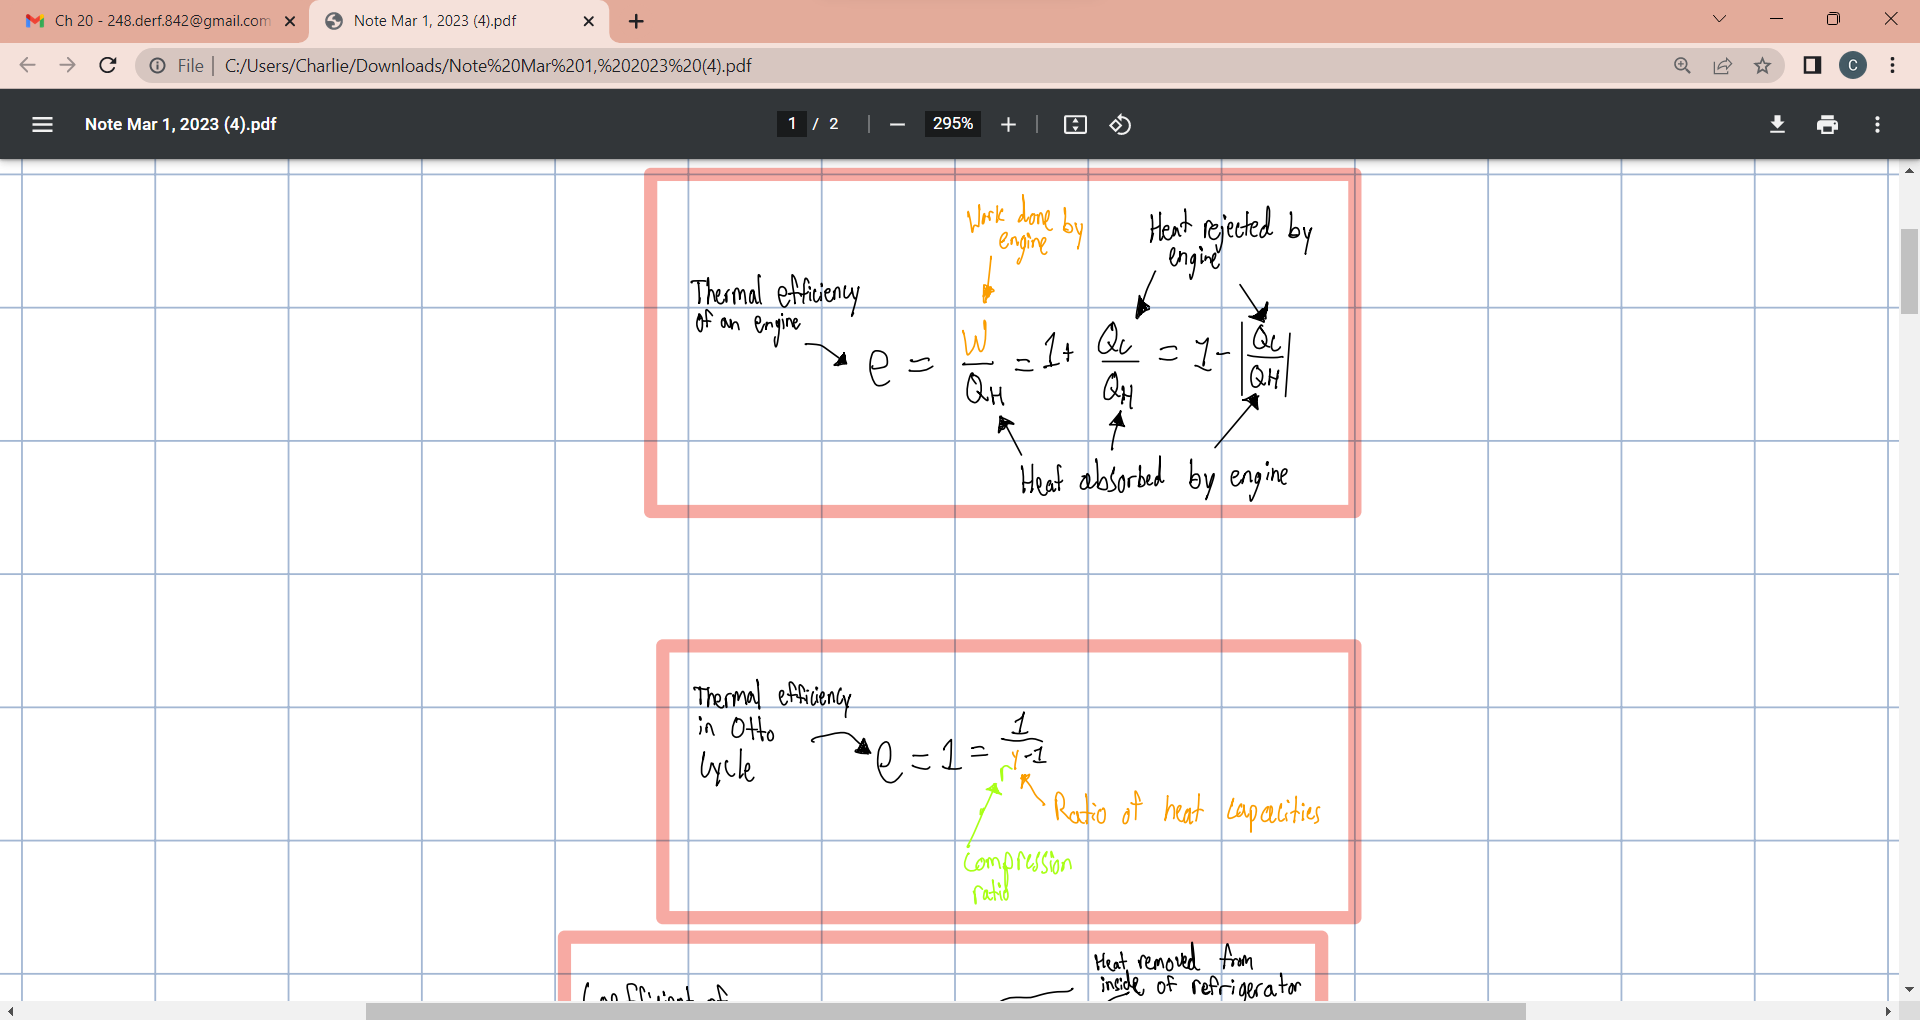 Ch 20 - 248.derf.842@gmail.com
Note Mar 1, 2023 (4).pdf
File | C:/Users/Charlie/Downloads/Note%20Mar%201,%202023%20(4).pdf
C
Note Mar 1, 2023 (4).pdf
1 / 2
295%
Work done by
engine
Heat rejected by
engine
Thermal efficiency
of an engine
e = W/QH = 1 + QC/QH = 1 - |QC/QH|
Heat absorbed by engine
Thermal efficiency
in Otto
Cycle
e = 1 = 1/r^(γ-1)
Ratio of heat capacities
Compression
ratio
Heat removed from
inside of refrigerator
Coefficient of